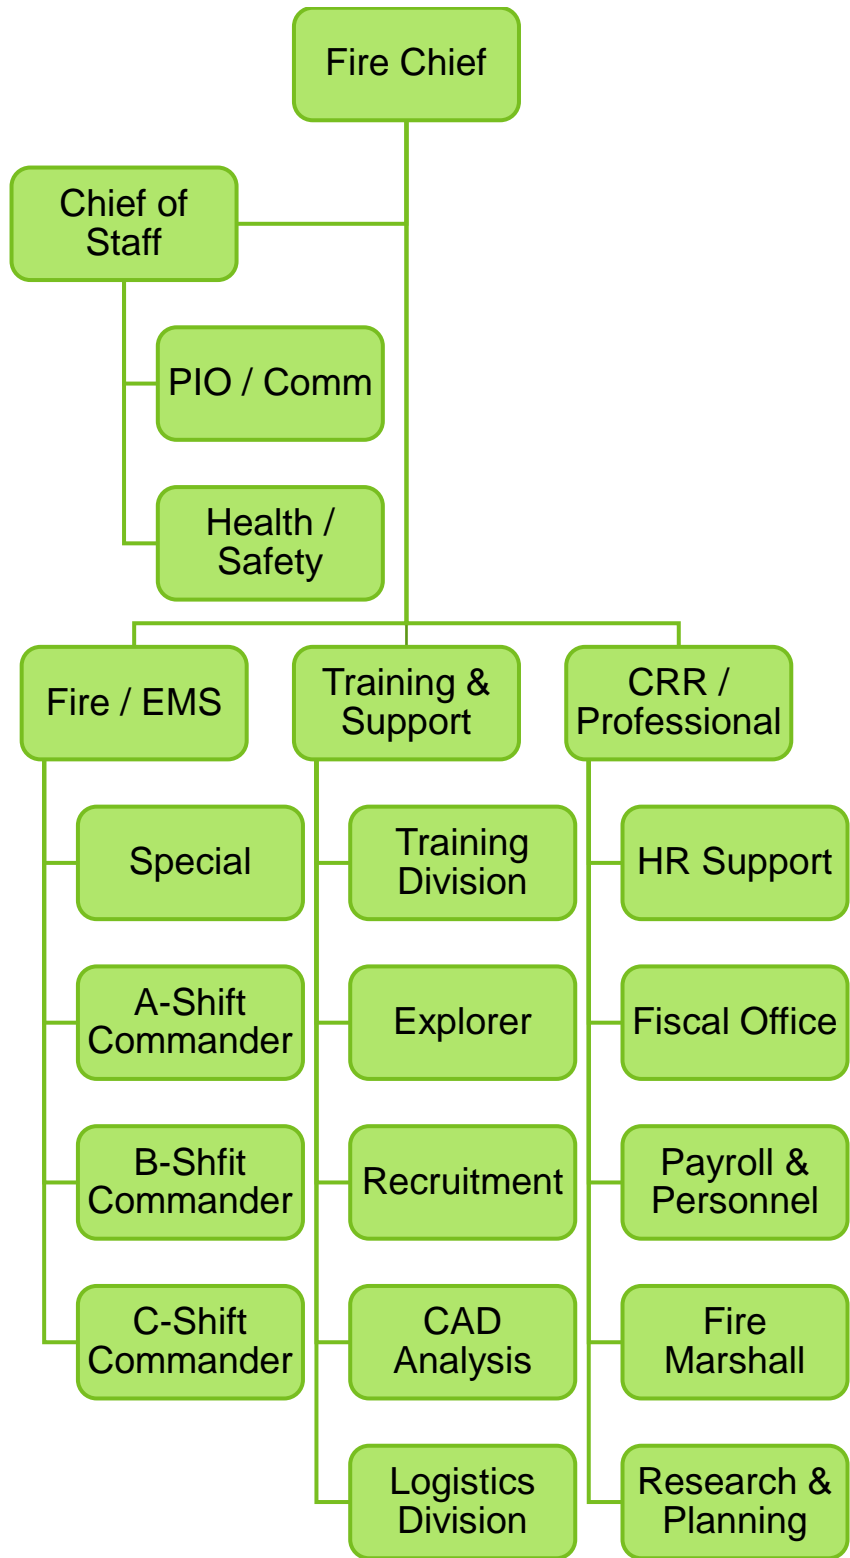 Fire Chief
Chief of
Staff
PIO / Comm
Health /
Safety
Fire / EMS
Special
A-Shift
Commander
B-Shfit
Commander
C-Shift
Commander
Training &
Support
Training
Division
Explorer
Recruitment
CAD
Analysis
Logistics
Division
CRR /
Professional
HR Support
Fiscal Office
Payroll &
Personnel
Fire
Marshall
Research &
Planning